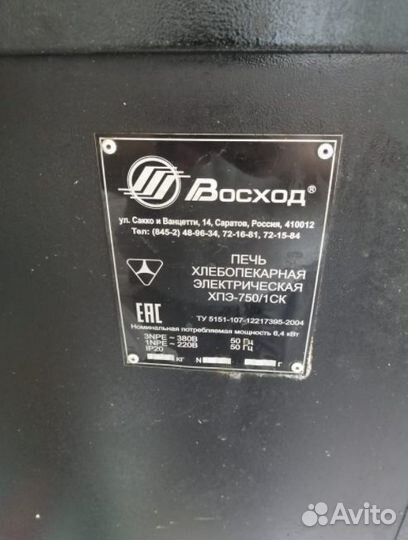 Восход®
ул. Сакко и Ванцетти, 14, Саратов, Россия, 410012
Тел: (845-2) 48-96-34, 72-16-81, 72-15-84
ПЕЧЬ
ХЛЕБОПЕКАРНАЯ
ЭЛЕКТРИЧЕСКАЯ
ХПЭ-750/1СК
ЕАС
ТУ 5151-107-12217395-2004
Номинальная потребляемая мощность 6,4 кВт
3NPE ~ 380В 50 Гц
1NPE ~ 220В 50 Гц
IP20
кг N г
Avito